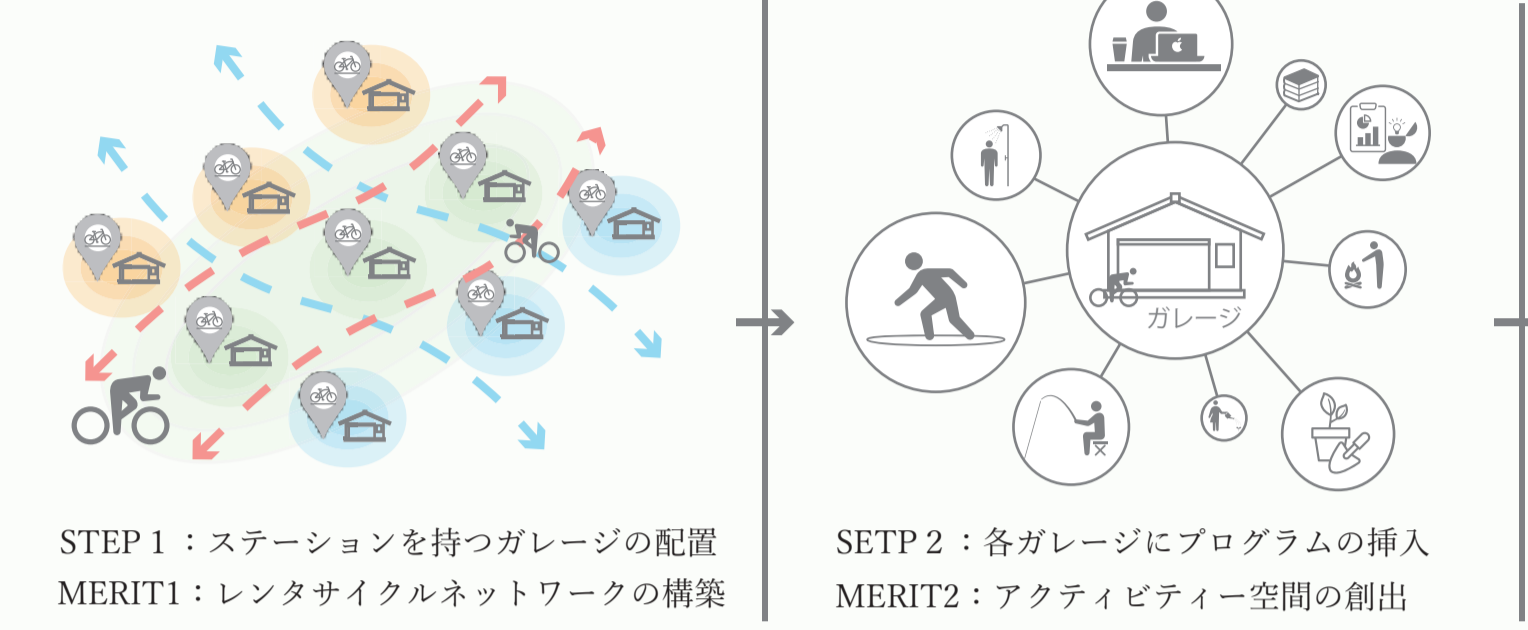 ガレージ
STEP 1：ステーションを持つガレージの配置
MERIT1：レンタサイクルネットワークの構築
SETP 2：各ガレージにプログラムの挿入
MERIT2：アクティビティー空間の創出